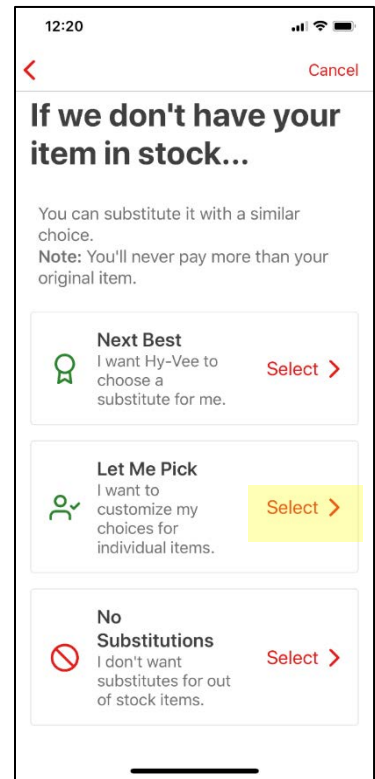 12:20
Cancel
If we don't have your
item in stock...
You can substitute it with a similar
choice.
Note: You'll never pay more than your
original item.
Next Best
I want Hy-Vee to
choose a
substitute for me.
Select
Let Me Pick
I want to
customize my
choices for
individual items.
Select
No
Substitutions
I don't want
substitutes for out
of stock items.
Select